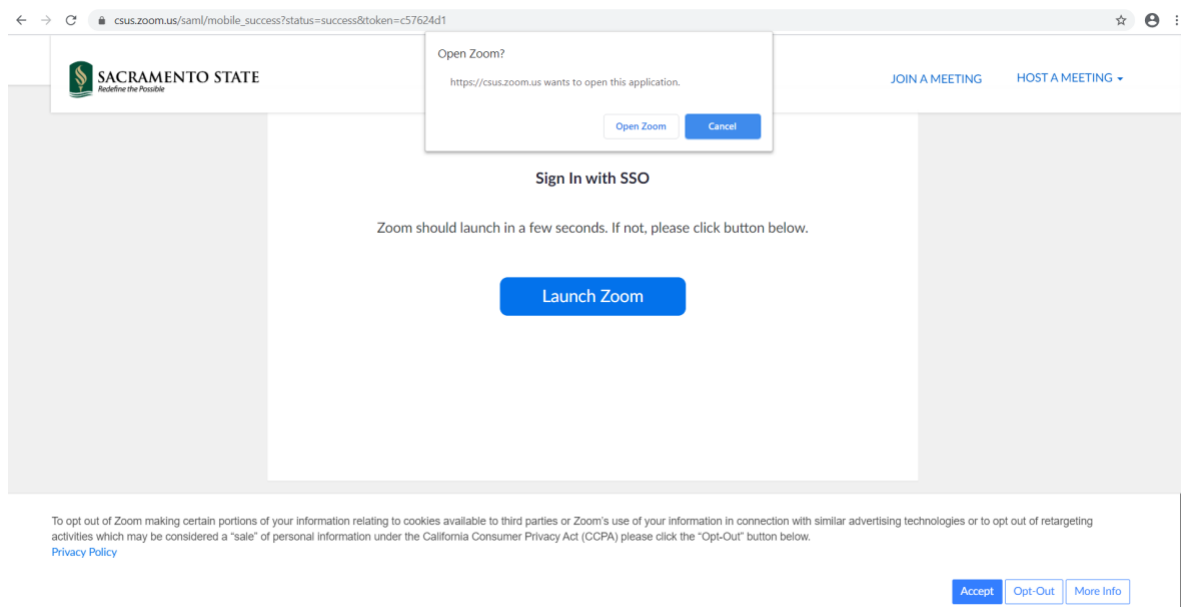 csus.zoom.us/saml/mobile_success?status=success&token=c57624d1
Open Zoom?
https://csus.zoom.us wants to open this application.
Open Zoom
Cancel
SACRAMENTO STATE
Redefine the Possible
JOIN A MEETING
HOST A MEETING
Sign In with SSO
Zoom should launch in a few seconds. If not, please click button below.
Launch Zoom
To opt out of Zoom making certain portions of your information relating to cookies available to third parties or Zoom's use of your information in connection with similar advertising technologies or to opt out of retargeting
activities which may be considered a “sale” of personal information under the California Consumer Privacy Act (CCPA) please click the “Opt-Out” button below.
Privacy Policy
Accept
Opt-Out
More Info